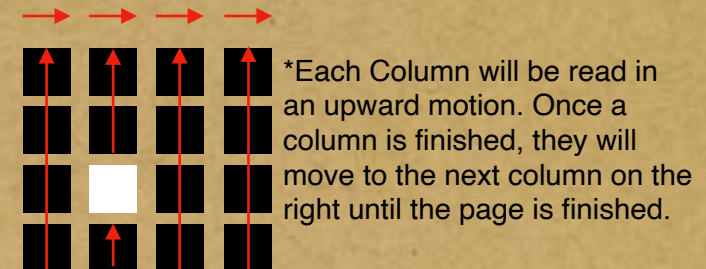 *Each Column will be read in
an upward motion. Once a
column is finished, they will
move to the next column on the
right until the page is finished.